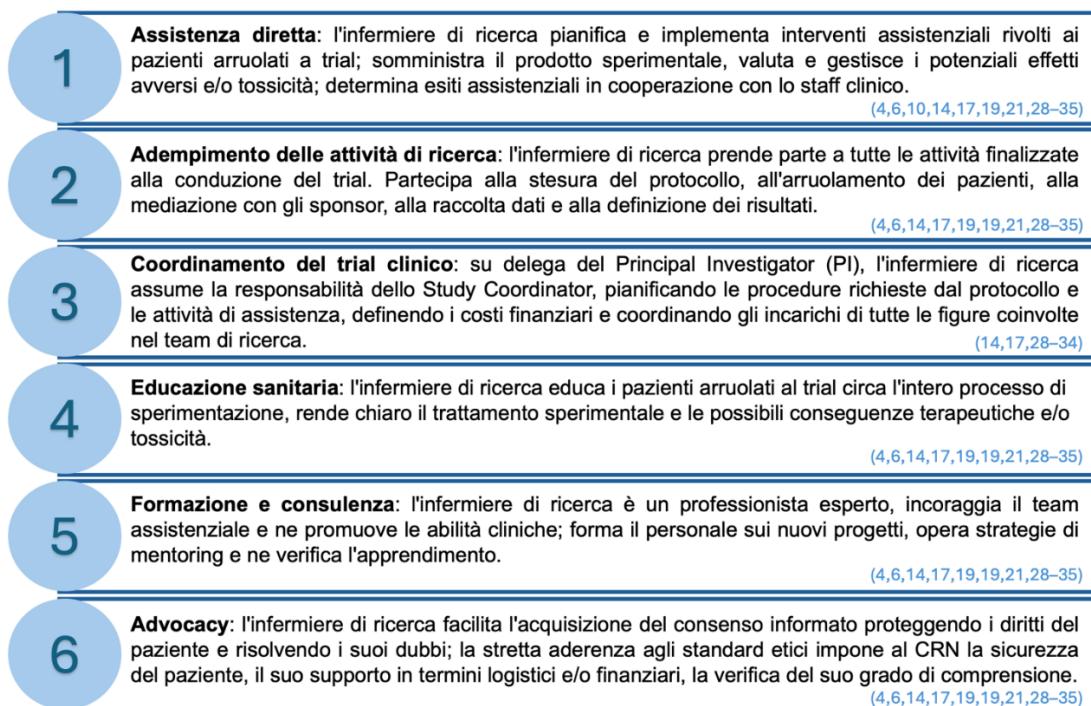 1
Assistenza diretta: l'infermiere di ricerca pianifica e implementa interventi assistenziali rivolti ai
pazienti arruolati a trial; somministra il prodotto sperimentale, valuta e gestisce i potenziali effetti
avversi e/o tossicità; determina esiti assistenziali in cooperazione con lo staff clinico.
(4,6,10,14,17,19,21,28–35)
2
Adempimento delle attività di ricerca: l'infermiere di ricerca prende parte a tutte le attività finalizzate
alla conduzione del trial. Partecipa alla stesura del protocollo, all'arruolamento dei pazienti, alla
mediazione con gli sponsor, alla raccolta dati e alla definizione dei risultati.
(4,6,14,17,19,19,21,28–35)
3
Coordinamento del trial clinico: su delega del Principal Investigator (PI), l'infermiere di ricerca
assume la responsabilità dello Study Coordinator, pianificando le procedure richieste dal protocollo e
le attività di assistenza, definendo i costi finanziari e coordinando gli incarichi di tutte le figure coinvolte
nel team di ricerca. (14,17,28–34)
4
Educazione sanitaria: l'infermiere di ricerca educa i pazienti arruolati al trial circa l'intero processo di
sperimentazione, rende chiaro il trattamento sperimentale e le possibili conseguenze terapeutiche e/o
tossicità.
(4,6,14,17,19,19,21,28–35)
5
Formazione e consulenza: l'infermiere di ricerca è un professionista esperto, incoraggia il team
assistenziale e ne promuove le abilità cliniche; forma il personale sui nuovi progetti, opera strategie di
mentoring e ne verifica l'apprendimento.
(4,6,14,17,19,19,21,28–35)
6
Advocacy: l'infermiere di ricerca facilita l'acquisizione del consenso informato proteggendo i diritti del
paziente e risolvendo i suoi dubbi; la stretta aderenza agli standard etici impone al CRN la sicurezza
del paziente, il suo supporto in termini logistici e/o finanziari, la verifica del suo grado di comprensione.
(4,6,14,17,19,19,21,28–35)